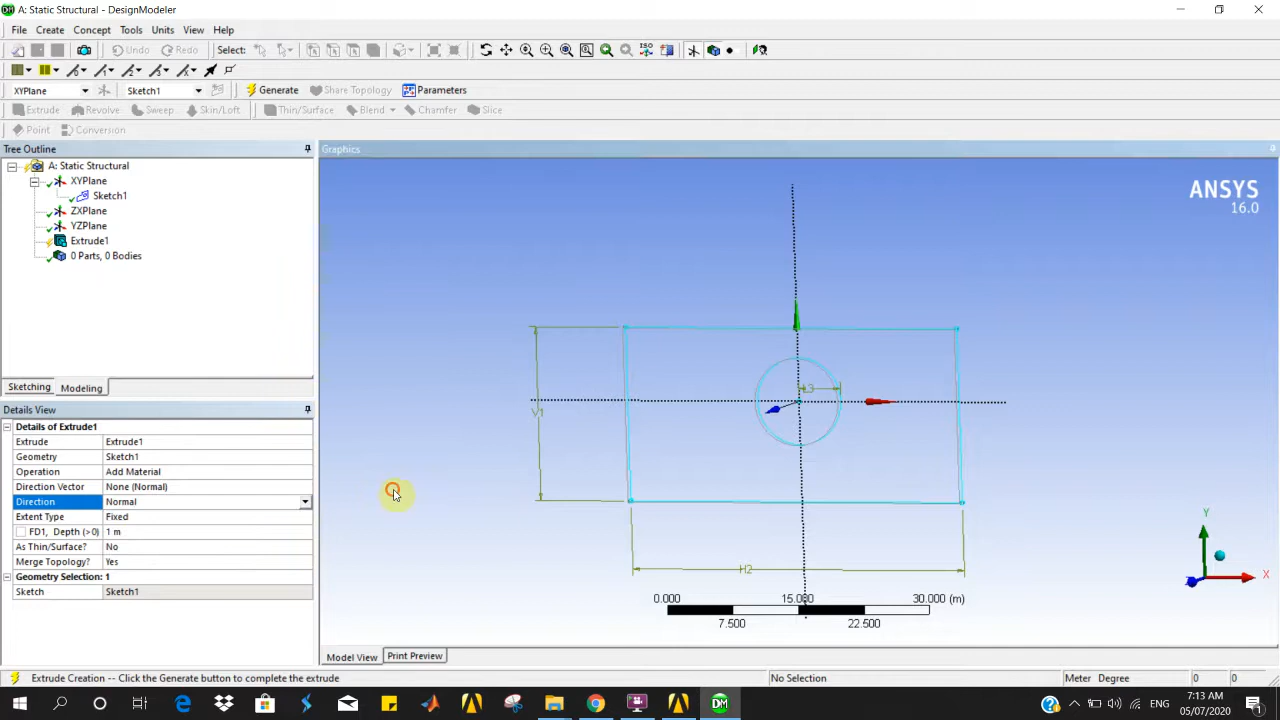 A: Static Structural - DesignModeler
File Create Concept Tools Units View Help
Undo Redo Select:
XYPlane Sketch1 Generate Share Topology Parameters
Extrude Revolve Sweep Skin/Loft Thin/Surface Blend Chamfer Slice
Point Conversion
Tree Outline
A: Static Structural
XYPlane
Sketch1
ZXPlane
YZPlane
Extrude1
0 Parts, 0 Bodies
Sketching Modeling
Details View
Details of Extrude1
Extrude Extrude1
Geometry Sketch1
Operation Add Material
Direction Vector None (Normal)
Direction Normal
Extent Type Fixed
FD1, Depth (>0) 1 m
As Thin/Surface? No
Merge Topology? Yes
Geometry Selection: 1
Sketch Sketch1
Graphics
ANSYS
16.0
V1
H2
0.000 15.000 30.000 (m)
7.500 22.500
Y
X
Model View Print Preview
Extrude Creation -- Click the Generate button to complete the extrude No Selection Meter Degree 0 0
ENG 7:13 AM
05/07/2020